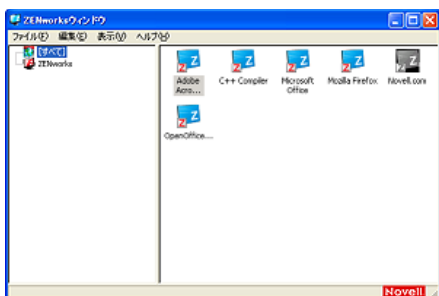 ZENworksウィンドウ
ファイル(F) 編集(E) 表示(V) ヘルプ(H)
[すべて]
ZENworks
Adobe Acro...
C++ Compiler
Microsoft Office
Mozilla Firefox
Novell.com
OpenOffice....
Novell